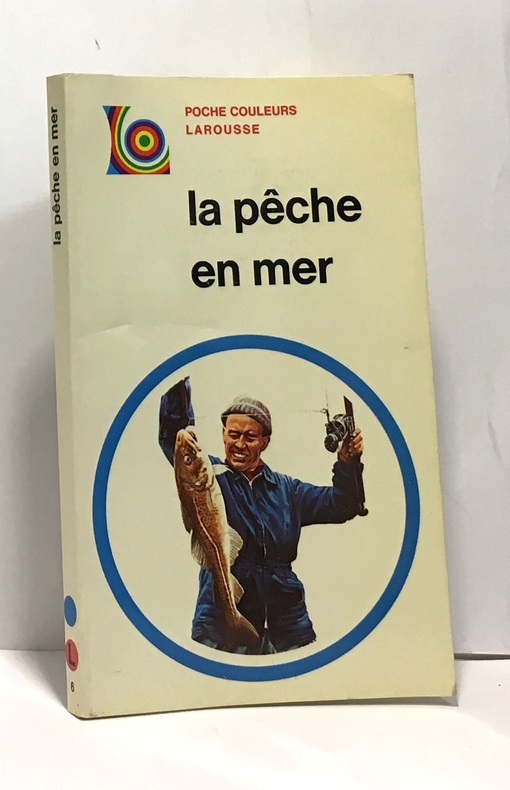 POCHE COULEURS
LAROUSSE
la pêche
en mer
la pêche en mer
L
6